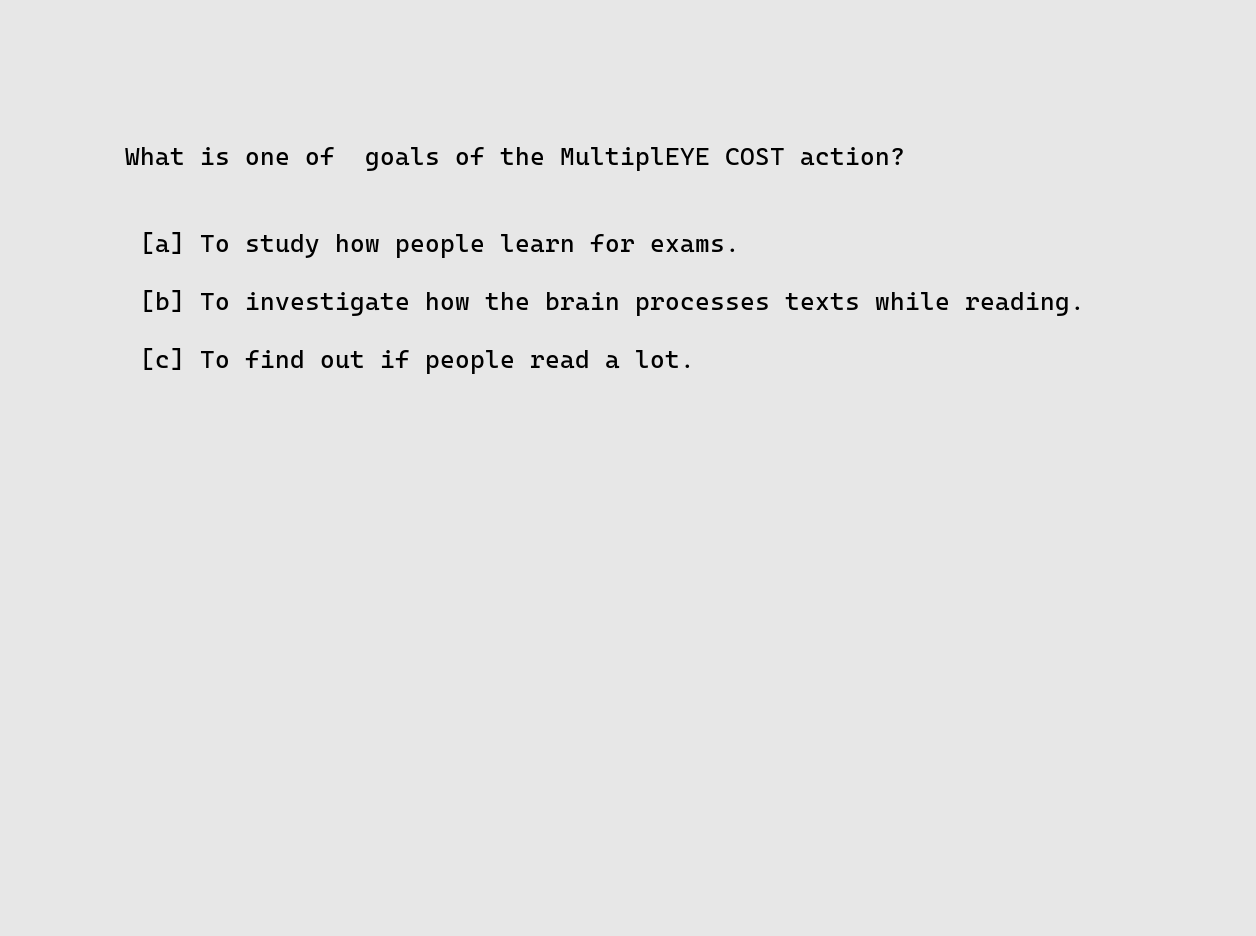 What is one of  goals of the MultiplEYE COST action?
[a] To study how people learn for exams.
[b] To investigate how the brain processes texts while reading.
[c] To find out if people read a lot.